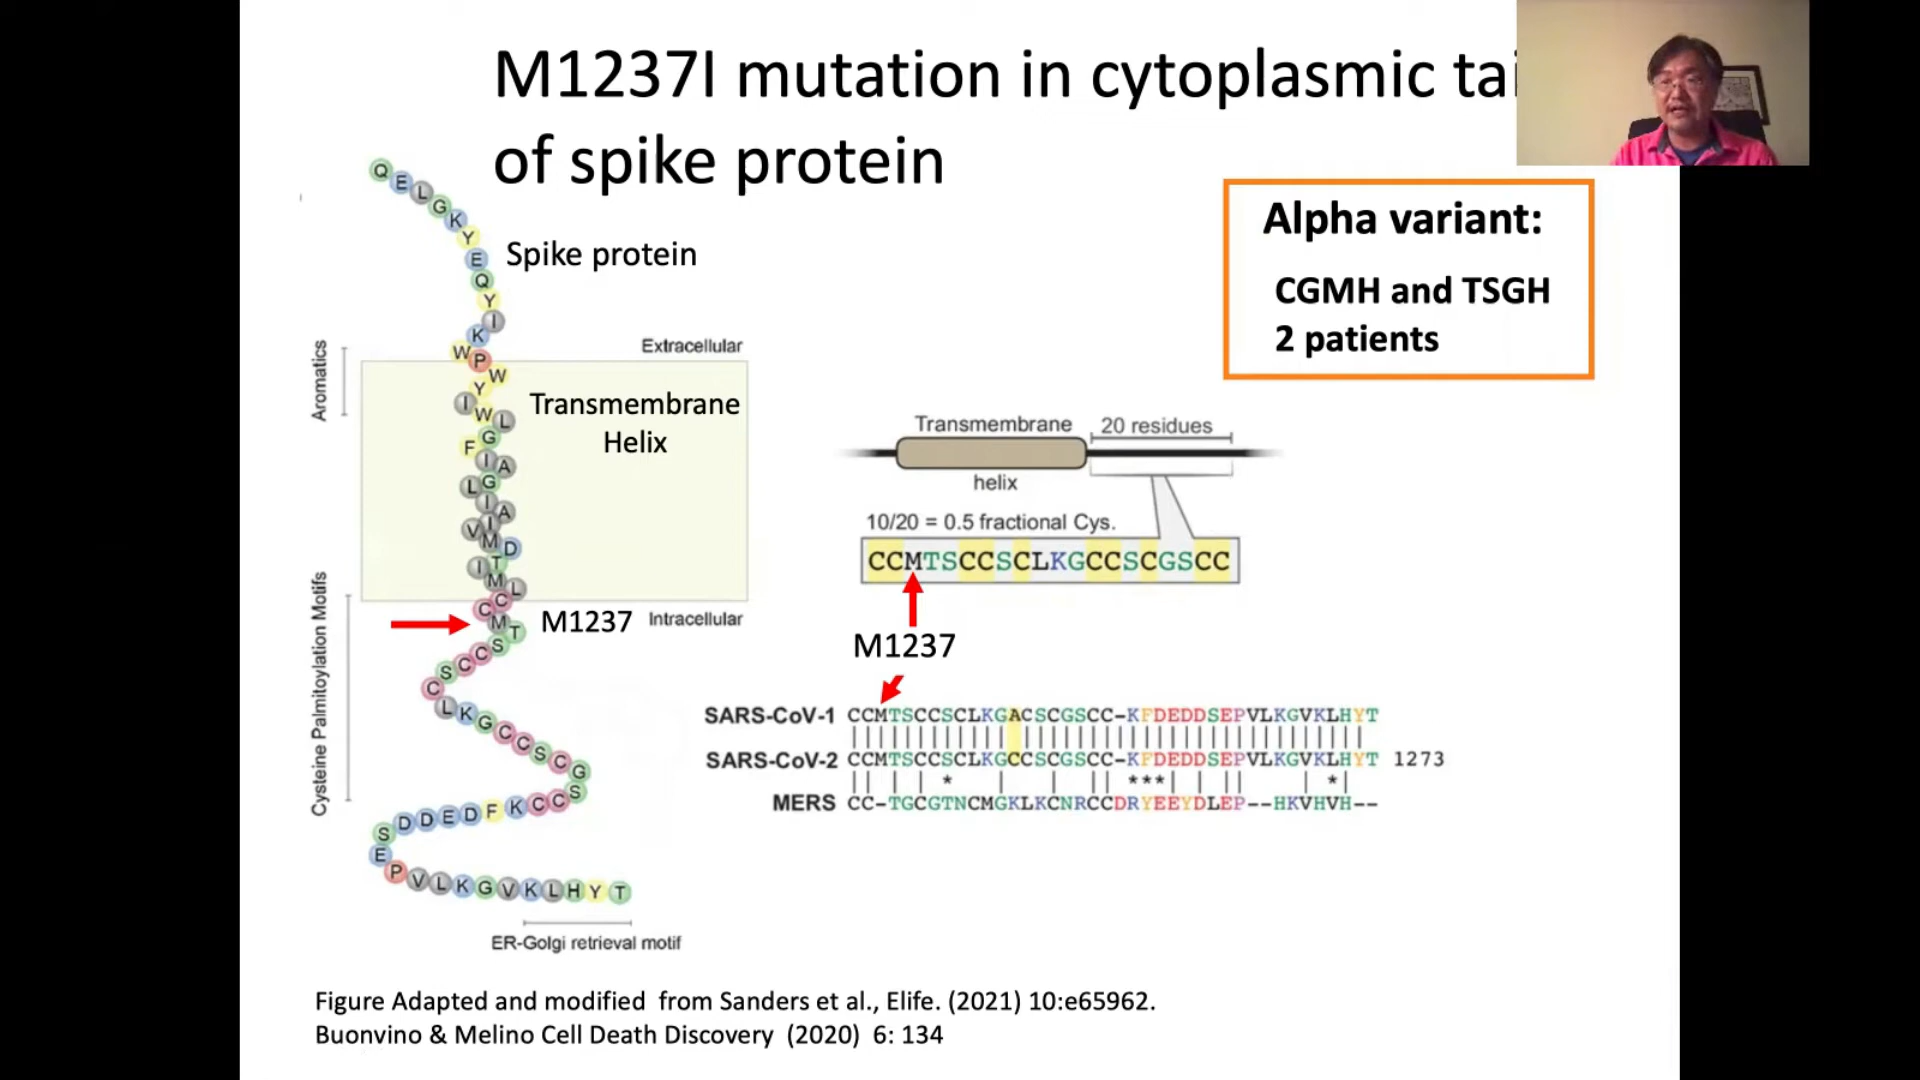 M1237I mutation in cytoplasmic tai
of spike protein
Alpha variant:
CGMH and TSGH
2 patients
Q E L G K Y E Q Y I K P W W Y I W L G F I A G L I A I V M D T I M L C C M T S C C S C L K G C C S C G S C C K F D E D D S E P V L K G V K L H Y T
Spike protein
Extracellular
Aromatics
Transmembrane
Helix
M1237
Intracellular
Cysteine Palmitoylation Motifs
ER-Golgi retrieval motif
Transmembrane
20 residues
helix
10/20 = 0.5 fractional Cys.
CCMTSCCSCLKGCCSCGSCC
M1237
SARS-CoV-1 CCMTSCCSCLKGACSCGSCC-KFDEDDSEPVLKGVKLHYT
SARS-CoV-2 CCMTSCCSCLKGCCSCGSCC-KFDEDDSEPVLKGVKLHYT 1273
* *** *
MERS CC-TGCGTNCMGKLKCNRCCDRYEEYDLEP--HKVHVH--
Figure Adapted and modified from Sanders et al., Elife. (2021) 10:e65962.
Buonvino & Melino Cell Death Discovery (2020) 6: 134